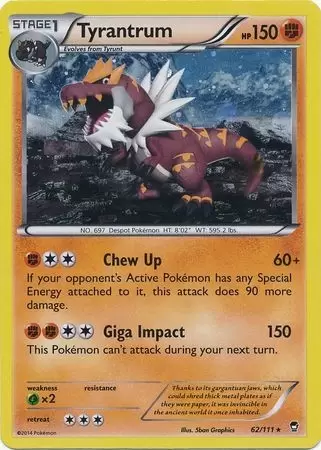 STAGE1
Tyrantrum
HP150
Evolves from Tyrunt
NO. 697 Despot Pokémon HT: 8'02" WT: 595.2 lbs.
Chew Up 60+
If your opponent's Active Pokémon has any Special
Energy attached to it, this attack does 90 more
damage.
Giga Impact 150
This Pokémon can't attack during your next turn.
weakness
resistance
×2
retreat
Thanks to its gargantuan jaws, which
could shred thick metal plates as if
they were paper, it was invincible in
the ancient world it once inhabited.
Illus. 5ban Graphics
62/111 ★
©2014 Pokémon